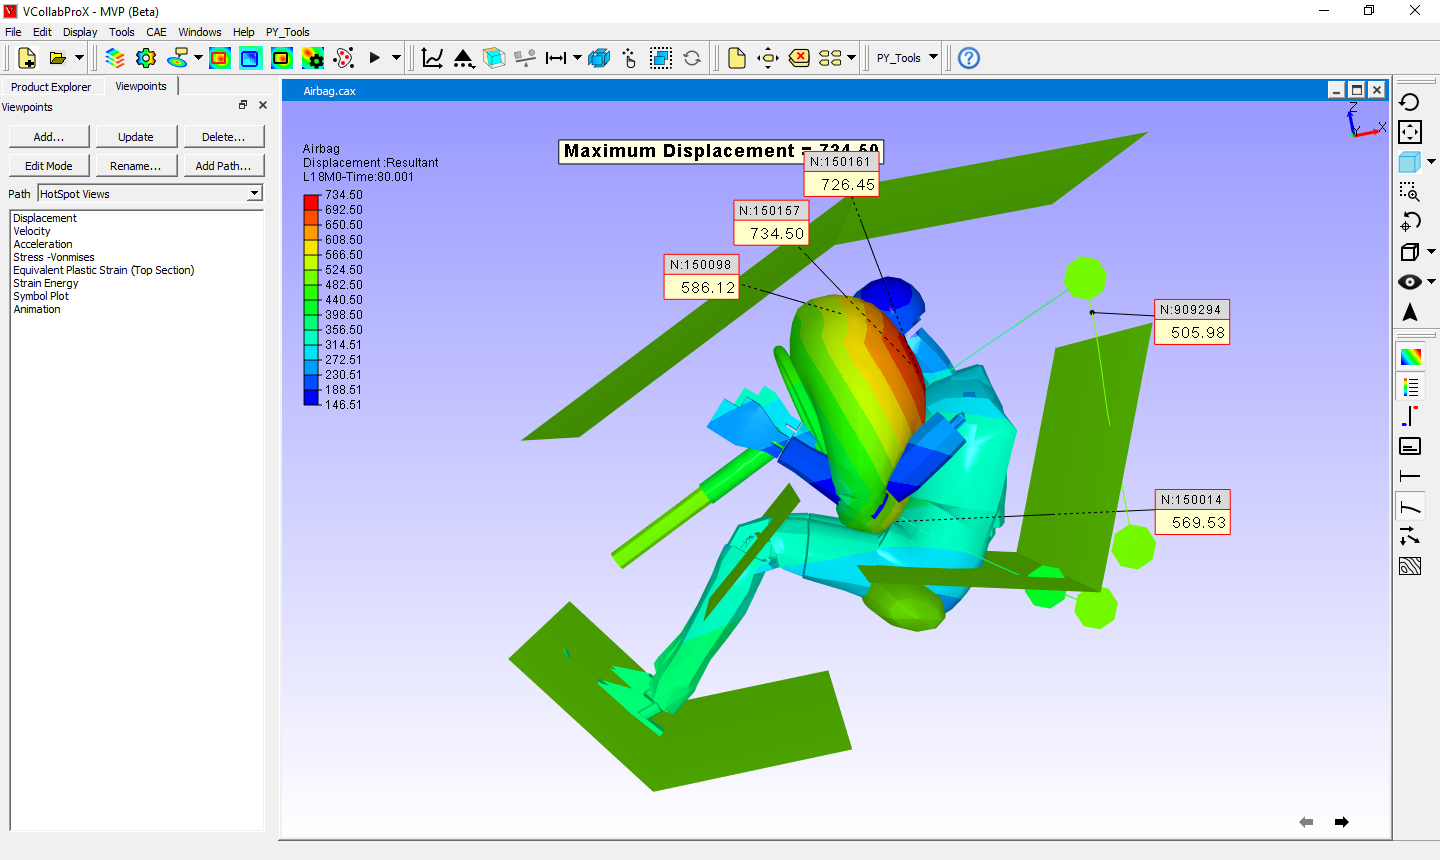 VCollabProX - MVP (Beta)
File Edit Display Tools CAE Windows Help PY_Tools
PY_Tools
Product Explorer Viewpoints
Viewpoints
Add... Update Delete...
Edit Mode Rename... Add Path...
Path HotSpot Views
Displacement
Velocity
Acceleration
Stress -Vonmises
Equivalent Plastic Strain (Top Section)
Strain Energy
Symbol Plot
Animation
Airbag.cax
Airbag
Displacement :Resultant
L18M0-Time:80.001
734.50
692.50
650.50
608.50
566.50
524.50
482.50
440.50
398.50
356.50
314.51
272.51
230.51
188.51
146.51
Maximum Displacement = 734.50
N:150161
726.45
N:150157
734.50
N:150098
586.12
N:909294
505.98
N:150014
569.53
Z
Y
X